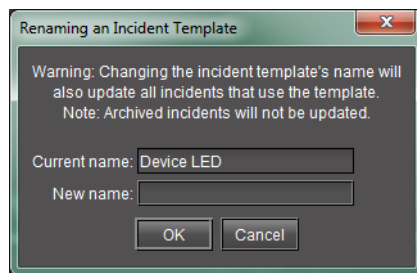 Renaming an Incident Template
Warning: Changing the incident template's name will
also update all incidents that use the template.
Note: Archived incidents will not be updated.
Current name: Device LED
New name:
OK Cancel